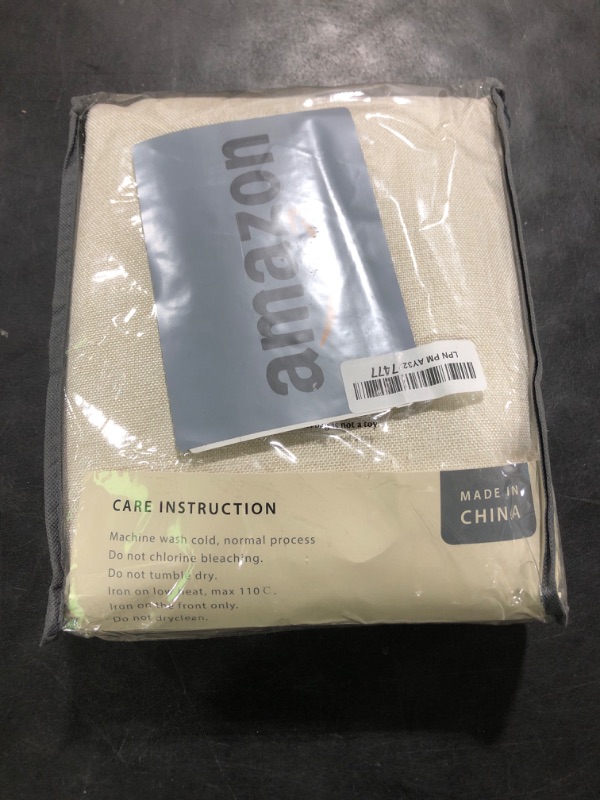 amazon
LPN PM AY32 7477
not a toy
CARE INSTRUCTION
MADE IN
CHINA
Machine wash cold, normal process
Do not chlorine bleaching.
Do not tumble dry.
Iron on low heat, max 110℃.
Iron on the front only.
Do not dryclean.